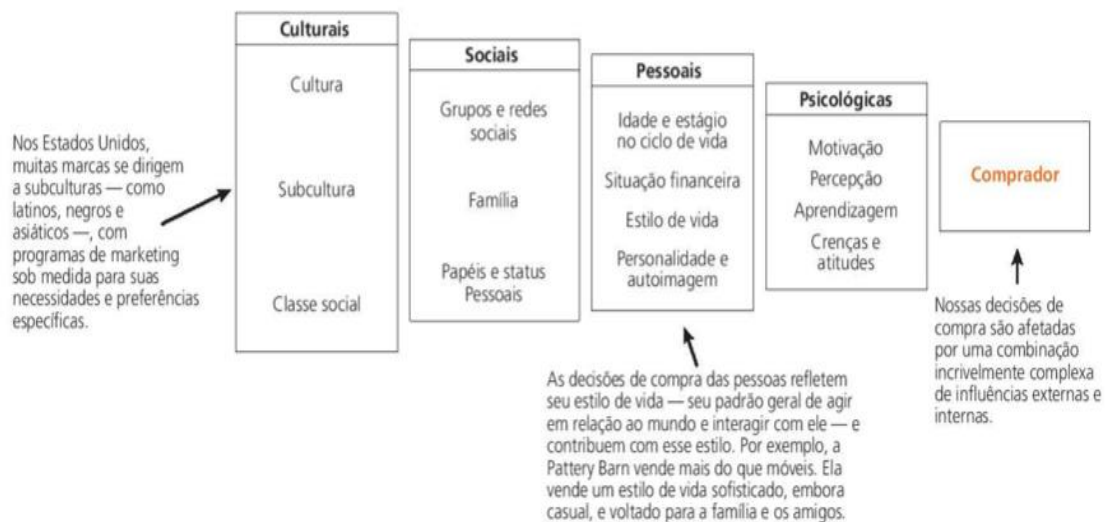 Culturais
Cultura
Subcultura
Classe social
Sociais
Grupos e redes
sociais
Família
Papéis e status
Pessoais
Pessoais
Idade e estágio
no ciclo de vida
Situação financeira
Estilo de vida
Personalidade e
autoimagem
Psicológicas
Motivação
Percepção
Aprendizagem
Crenças e
atitudes
Comprador
Nos Estados Unidos,
muitas marcas se dirigem
a subculturas — como
latinos, negros e
asiáticos —, com
programas de marketing
sob medida para suas
necessidades e preferências
específicas.
As decisões de compra das pessoas refletem
seu estilo de vida — seu padrão geral de agir
em relação ao mundo e interagir com ele — e
contribuem com esse estilo. Por exemplo, a
Pattery Barn vende mais do que móveis. Ela
vende um estilo de vida sofisticado, embora
casual, e voltado para a família e os amigos.
Nossas decisões de
compra são afetadas
por uma combinação
incrivelmente complexa
de influências externas e
internas.